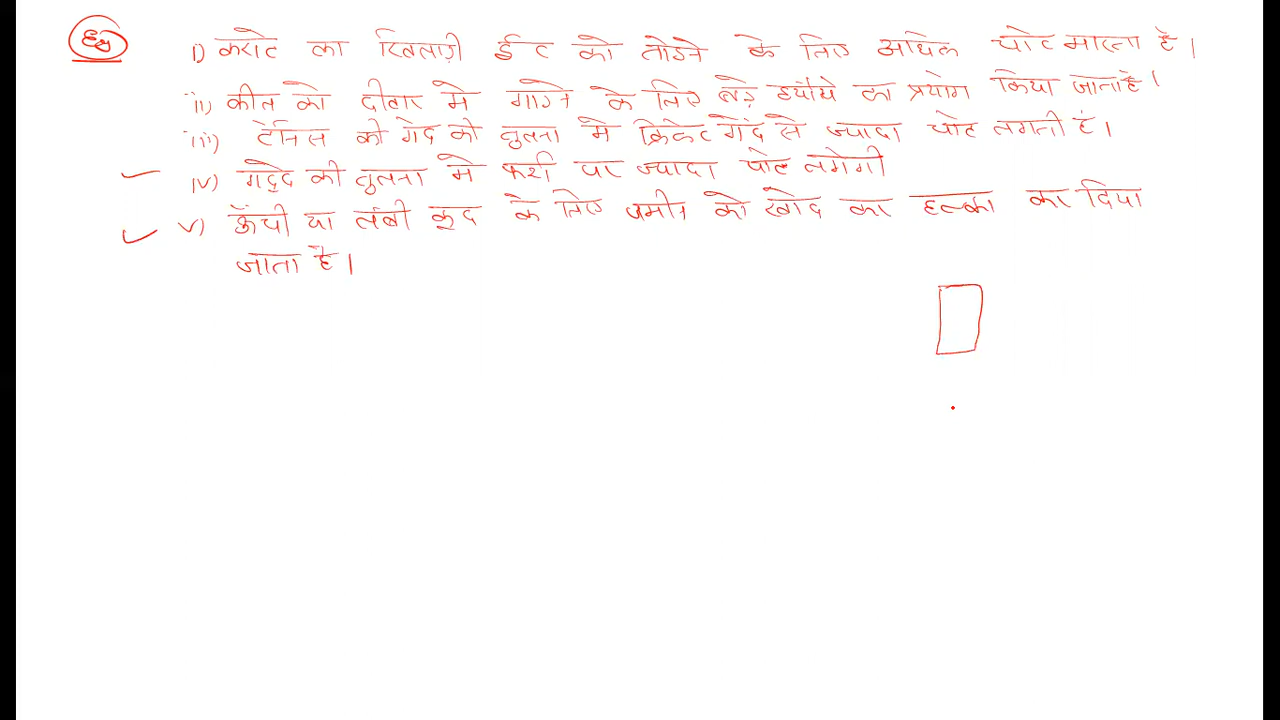 i) कराटे का खिलाड़ी ईट को तोड़ने के लिए अधिक चोट मारता है।
ii) कील को दीवार मे गाड़ने के लिए बड़े हथौये का प्रयोग किया जाता है।
iii) टेनिस की गेंद की तुलना मे क्रिकेट गेंद से ज्यादा चोट लगती है।
iv) गद्दे की तुलना मे फर्श पर ज्यादा चोट लगेगी
v) ऊँची या लंबी कूद के लिए जमीन को खोद कर हल्का कर दिया
जाता है।